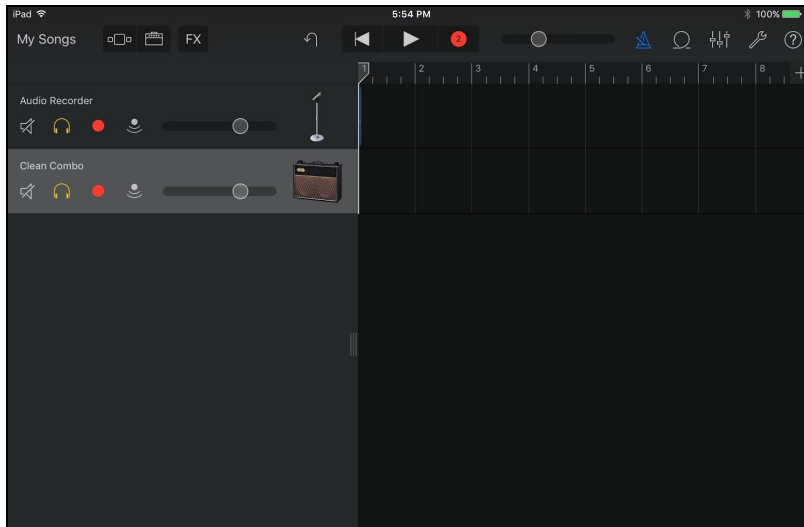 iPad 5:54 PM 100%
My Songs FX 2
1 2 3 4 5 6 7 8
Audio Recorder
Clean Combo